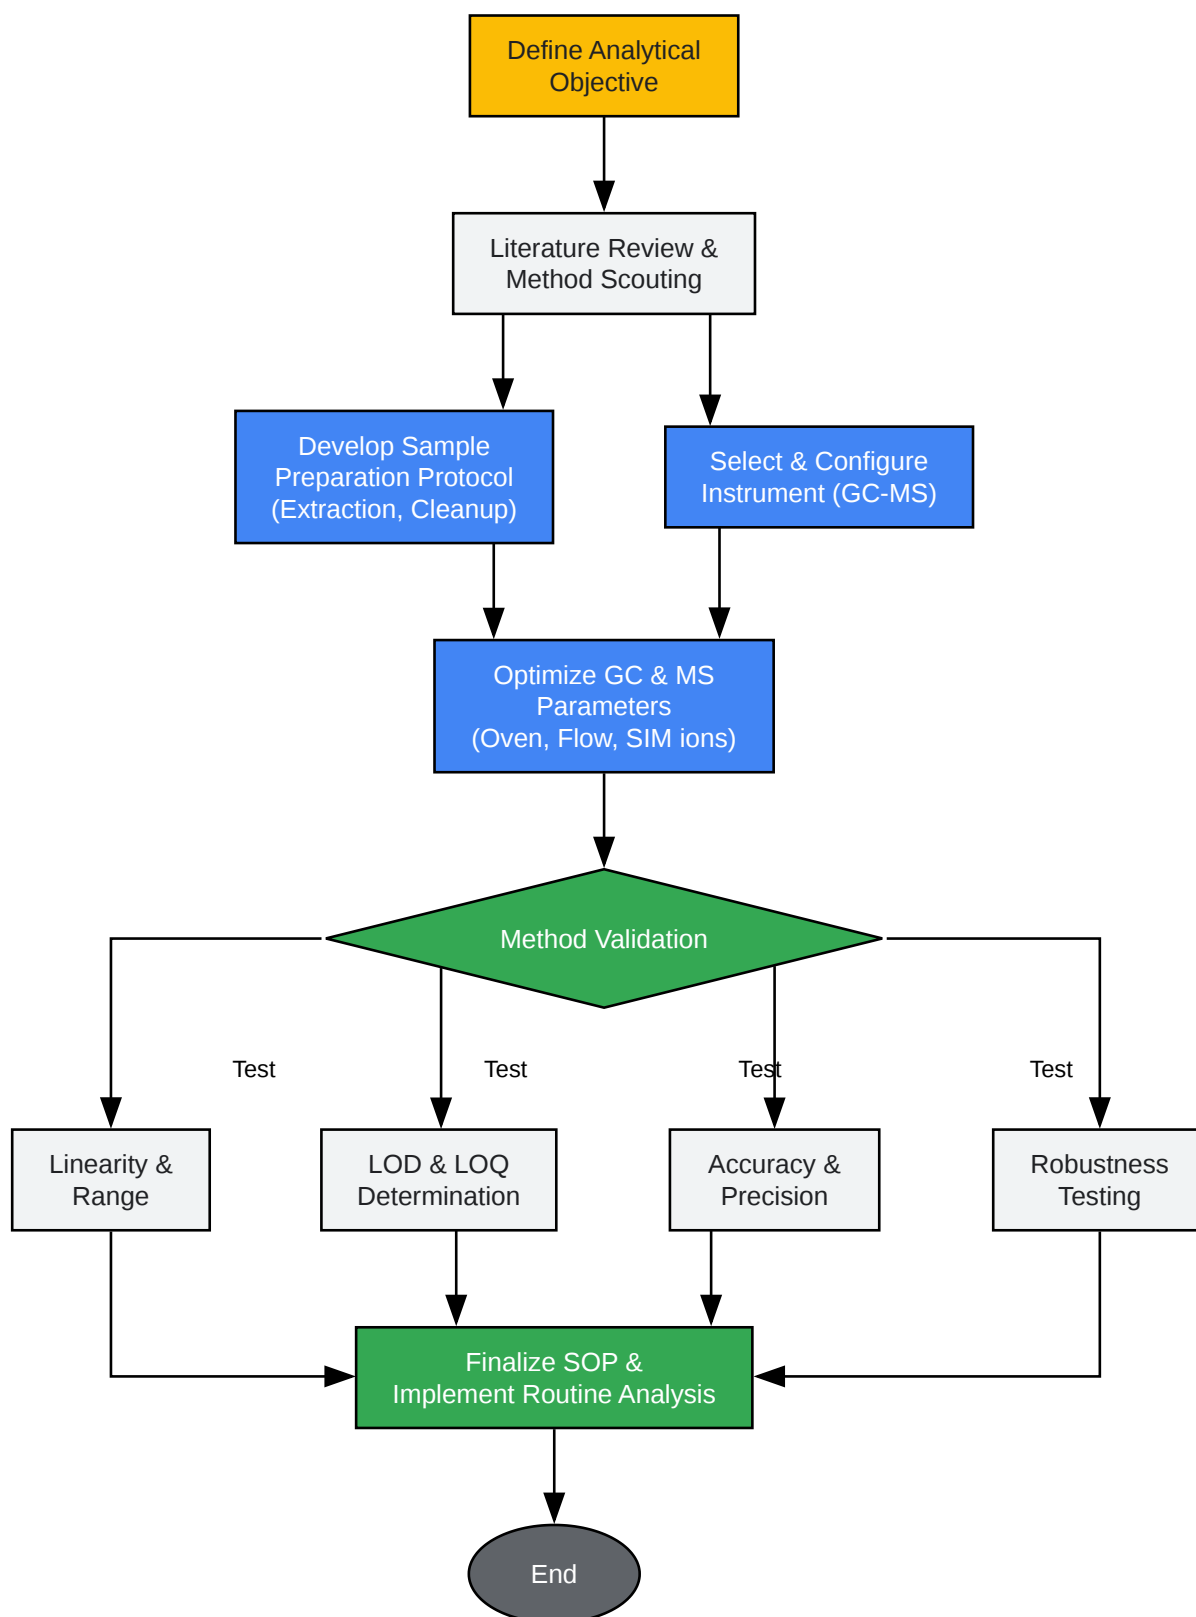 Define Analytical
Objective
Literature Review &
Method Scouting
Develop Sample
Preparation Protocol
(Extraction, Cleanup)
Select & Configure
Instrument (GC-MS)
Optimize GC & MS
Parameters
(Oven, Flow, SIM ions)
Method Validation
Test
Test
Test
Test
Linearity &
Range
LOD & LOQ
Determination
Accuracy &
Precision
Robustness
Testing
Finalize SOP &
Implement Routine Analysis
End